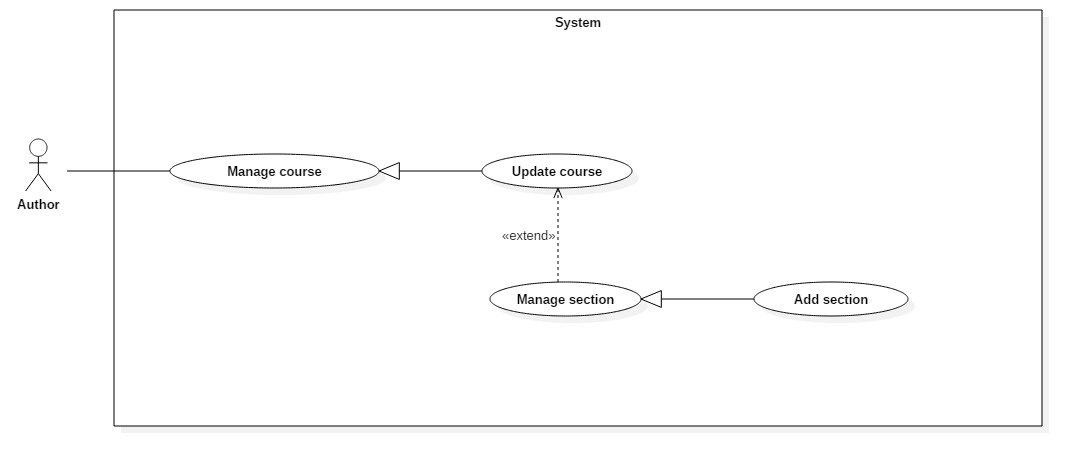 System
Manage course
Update course
Author
«extend»
Manage section
Add section